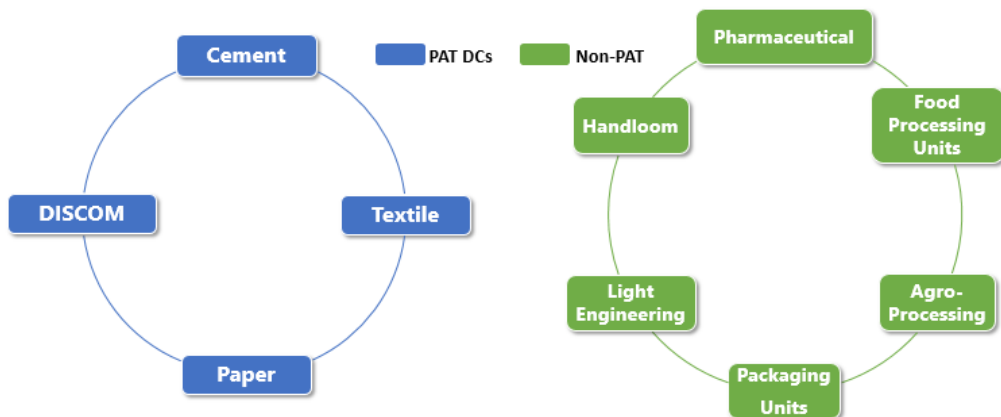 Cement
DISCOM
Textile
Paper
PAT DCs
Non-PAT
Pharmaceutical
Handloom
Food
Processing
Units
Light
Engineering
Agro-
Processing
Packaging
Units